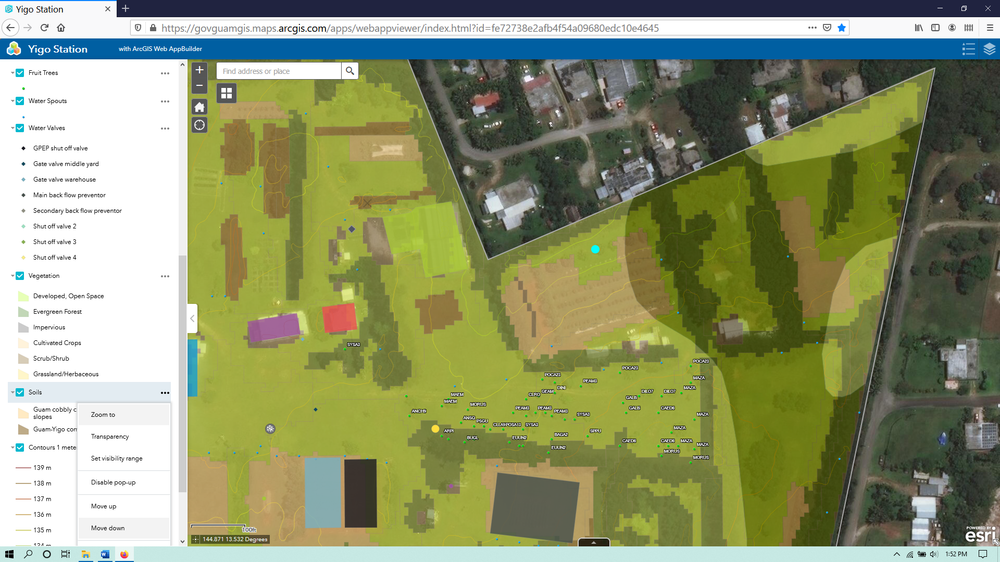 Yigo Station
https://govguamgis.maps.arcgis.com/apps/webappviewer/index.html?id=fe72738e2afb4f54a09680edc10e4645
Yigo Station
with ArcGIS Web AppBuilder
Find address or place
Fruit Trees
Water Spouts
Water Valves
GPEP shut off valve
Gate valve middle yard
Gate valve warehouse
Main back flow preventor
Secondary back flow preventor
Shut off valve 2
Shut off valve 3
Shut off valve 4
Vegetation
Developed, Open Space
Evergreen Forest
Impervious
Cultivated Crops
Scrub/Shrub
Grassland/Herbaceous
Soils
Guam cobbly c
slopes
Guam-Yigo com
Contours 1 mete
139 m
138 m
137 m
136 m
135 m
134 m
Zoom to
Transparency
Set visibility range
Disable pop-up
Move up
Move down
SYSA3
POCA23
POCA23
POCA23
MAZA
PEAM3
DINI
MAZA
GEAM
DILO7
DILO7
CLRO
MAEM
GALI5
MAEM
MORUS
PEAM3
PEAM3
GALI5
CAED6
ANCH9
PEAM3
SYSA3
MAZA
ANSQ
PSGU
CLLA9
POSA13
SYSA3
MAZA
ARPI
BAGA2
SPPU
BUGL
EUUN2
CAED6
CAED6
MAZA
MAZA
EUUN2
MORUS
MORUS
100ft
144.871 13.532 Degrees
POWERED BY
esri
1:52 PM